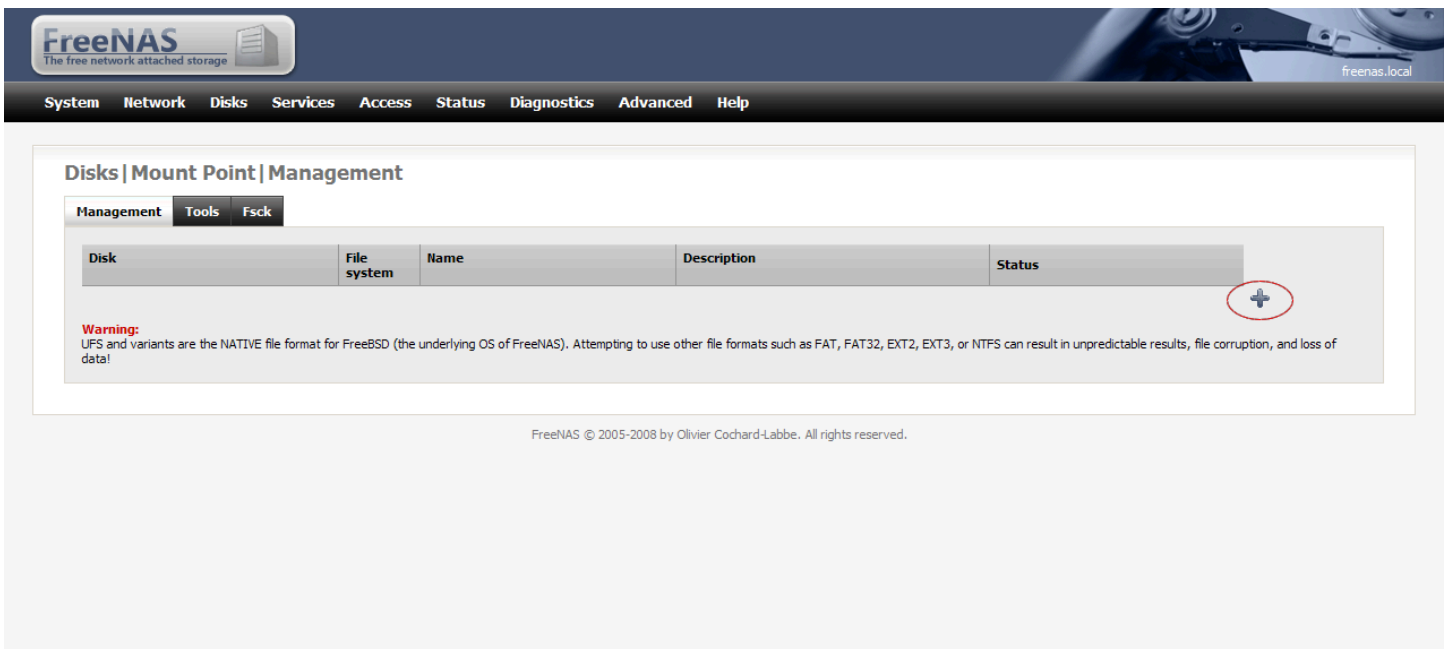 FreeNAS
The free network attached storage
freenas.local
System Network Disks Services Access Status Diagnostics Advanced Help
Disks|Mount Point|Management
Management Tools Fsck
Disk File system Name Description Status
Warning:
UFS and variants are the NATIVE file format for FreeBSD (the underlying OS of FreeNAS). Attempting to use other file formats such as FAT, FAT32, EXT2, EXT3, or NTFS can result in unpredictable results, file corruption, and loss of
data!
FreeNAS © 2005-2008 by Olivier Cochard-Labbe. All rights reserved.